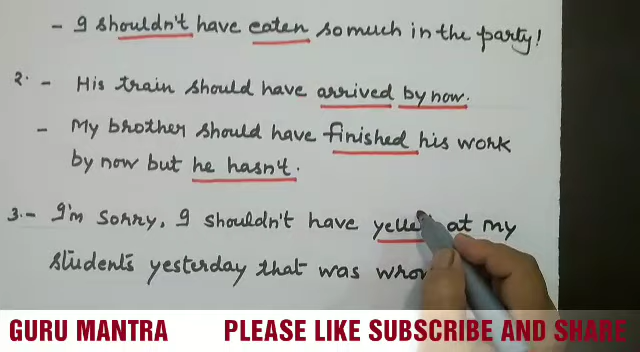 - I shouldn't have eaten so much in the party!
2. - His train should have arrived by now.
- My brother should have finished his work
by now but he hasn't.
3. - I'm sorry, I shouldn't have at my
students yesterday that was
GURU MANTRA PLEASE LIKE SUBSCRIBE AND SHARE